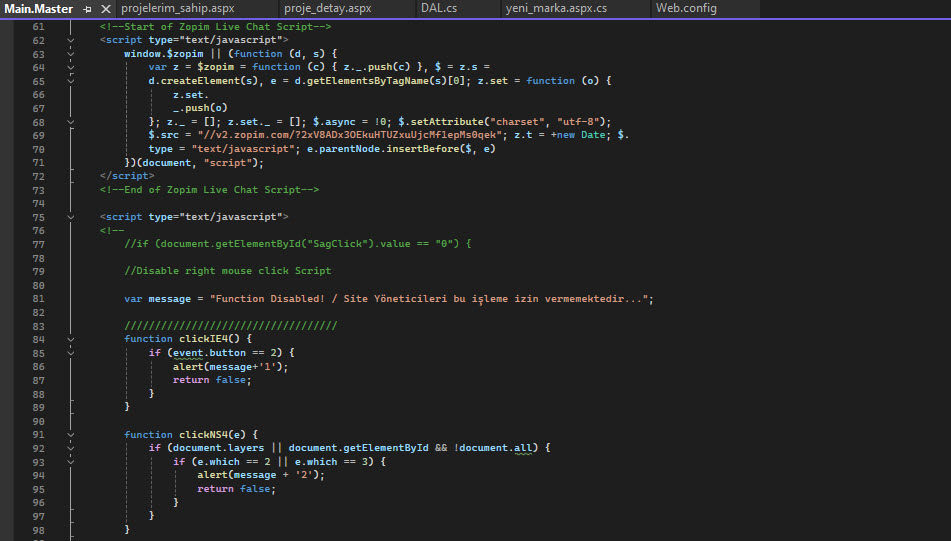 Main.Master projelerim_sahip.aspx proje_detay.aspx DAL.cs yeni_marka.aspx.cs Web.config
61 <!--Start of Zopim Live Chat Script-->
62 <script type="text/javascript">
63 window.$zopim || (function (d, s) {
64 var z = $zopim = function (c) { z._.push(c) }, $ = z.s =
65 d.createElement(s), e = d.getElementsByTagName(s)[0]; z.set = function (o) {
66 z.set.
67 _.push(o)
68 }; z._ = []; z.set._ = []; $.async = !0; $.setAttribute("charset", "utf-8");
69 $.src = "//v2.zopim.com/?2xV8ADx3OEkuHTUZxuUjcMf1epMs0qek"; z.t = +new Date; $.
70 type = "text/javascript"; e.parentNode.insertBefore($, e)
71 })(document, "script");
72 </script>
73 <!--End of Zopim Live Chat Script-->
74
75 <script type="text/javascript">
76 <!--
77 //if (document.getElementById("SagClick").value == "0") {
78
79 //Disable right mouse click Script
80
81 var message = "Function Disabled! / Site Yöneticileri bu işleme izin vermemektedir...";
82
83 ///////////////////////////////////
84 function clickIE4() {
85 if (event.button == 2) {
86 alert(message+'1');
87 return false;
88 }
89 }
90
91 function clickNS4(e) {
92 if (document.layers || document.getElementById && !document.all) {
93 if (e.which == 2 || e.which == 3) {
94 alert(message + '2');
95 return false;
96 }
97 }
98 }